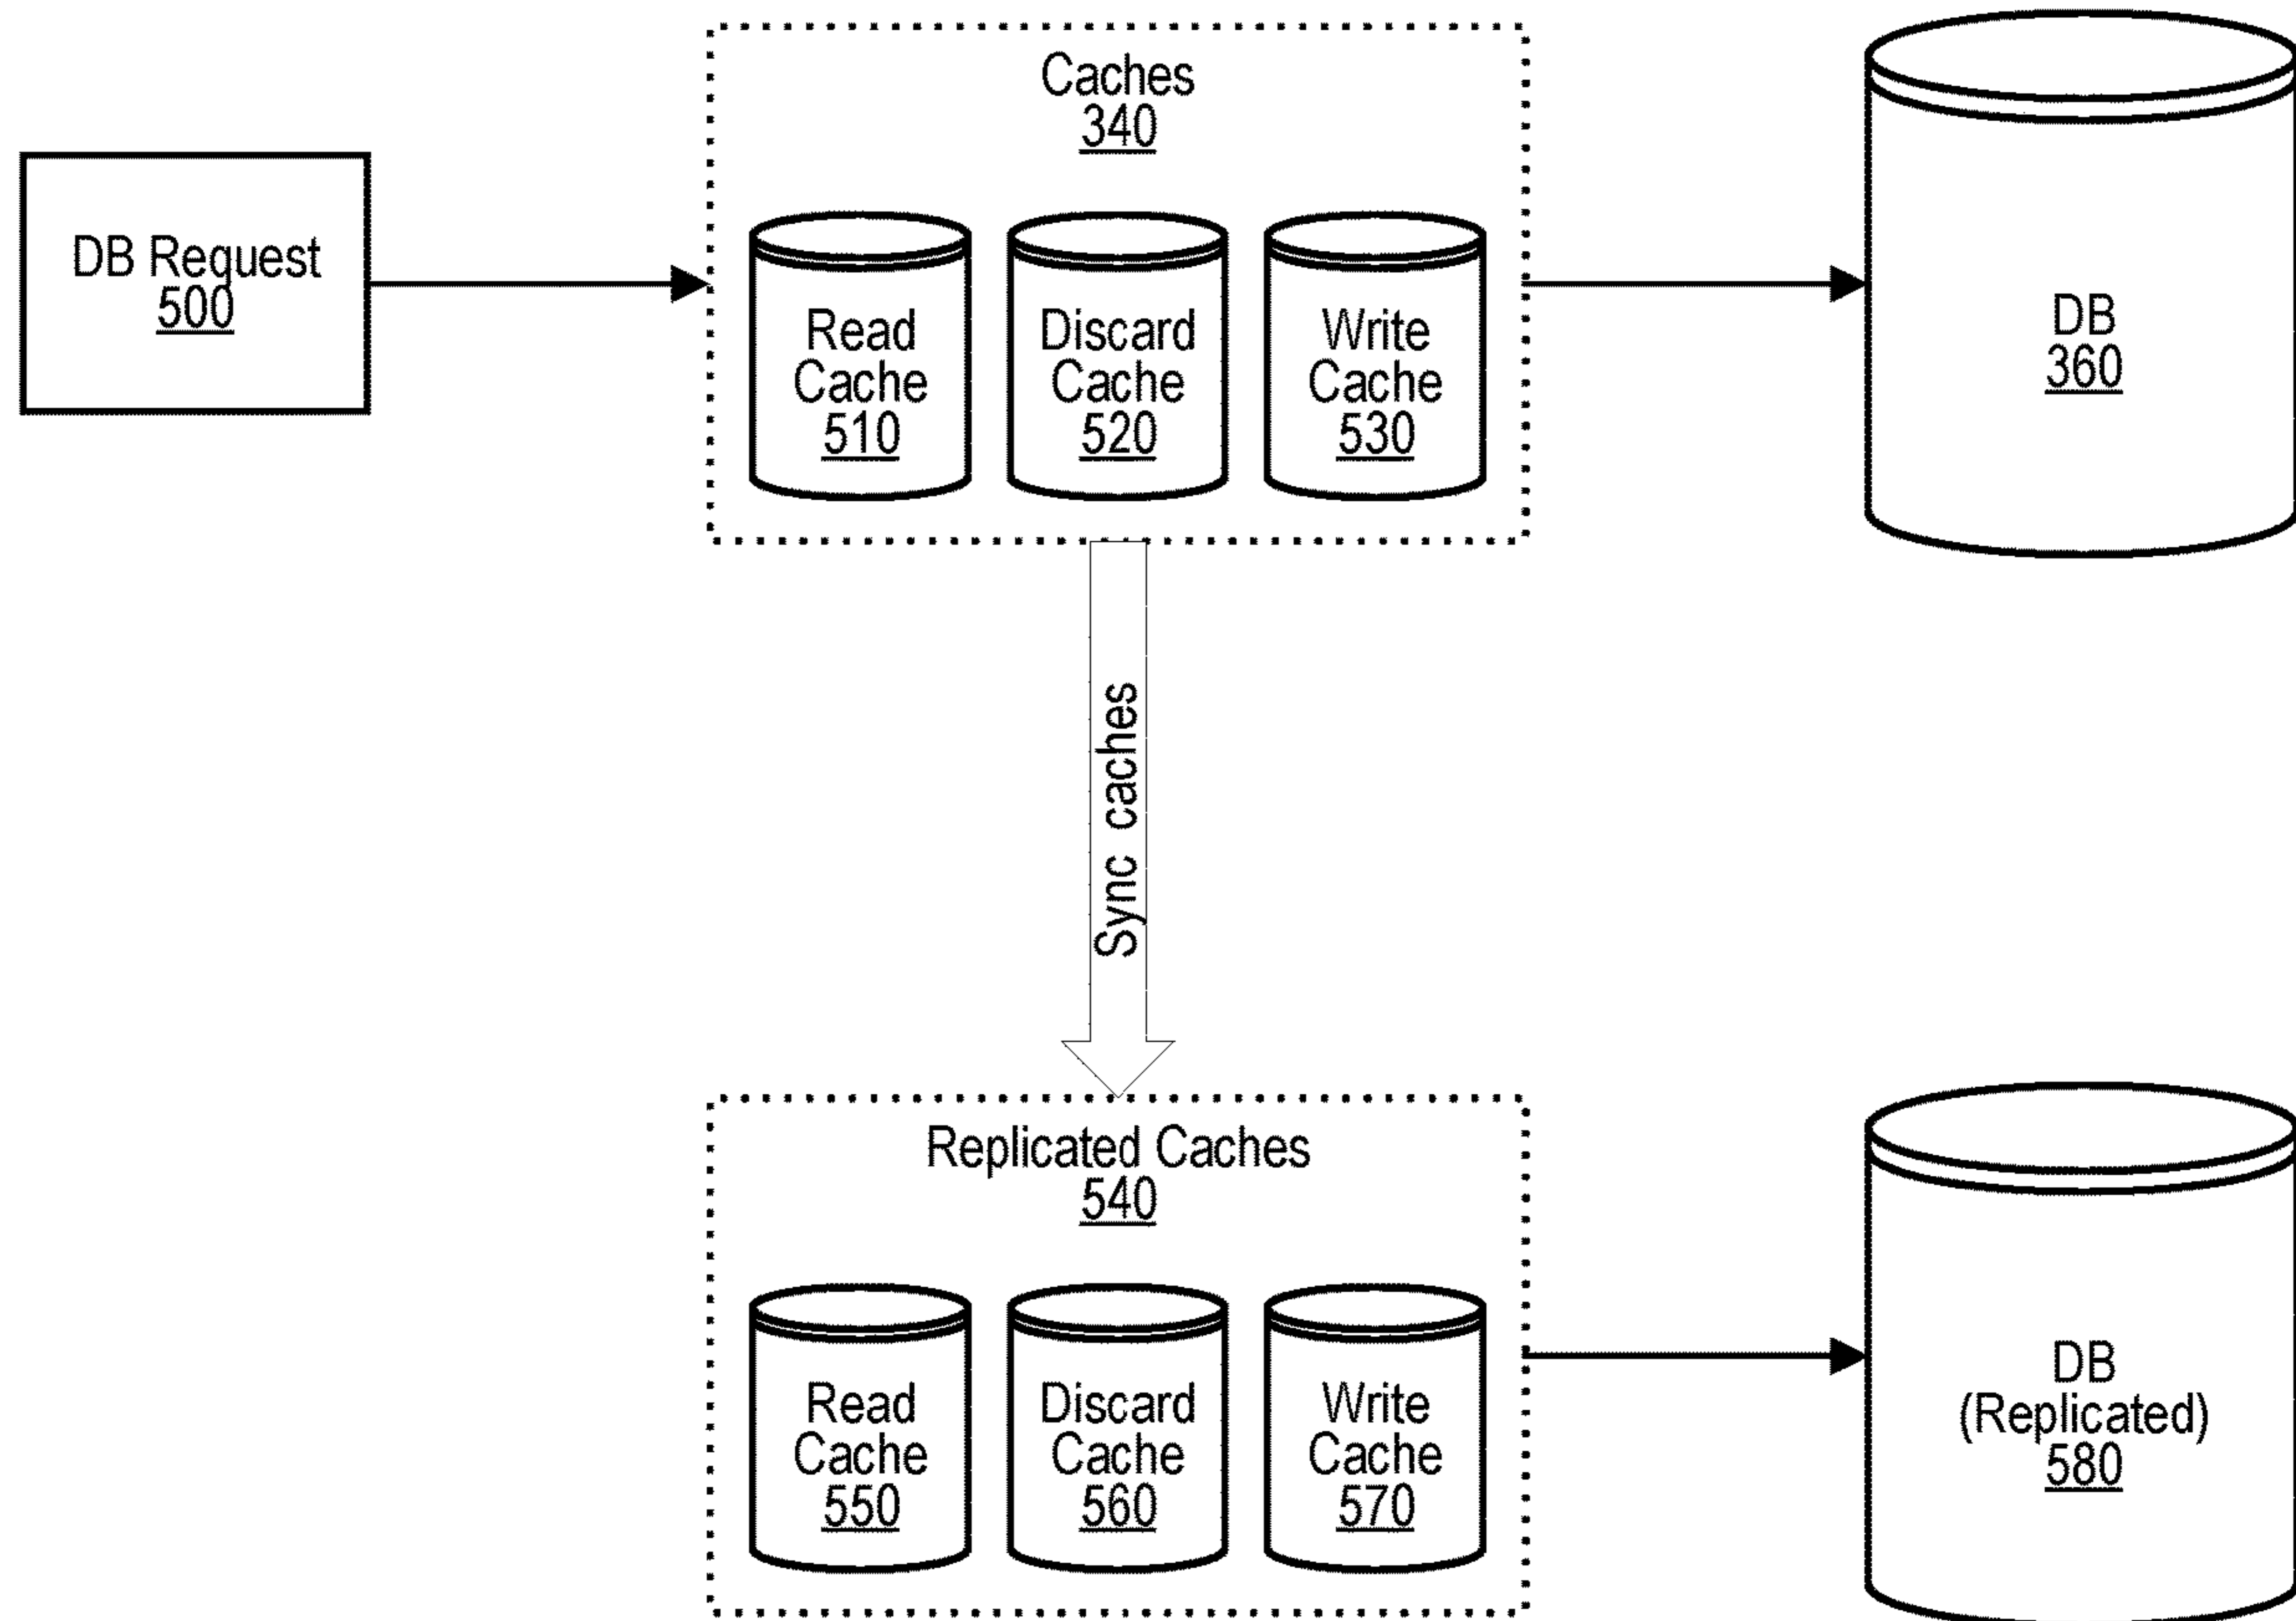 Caches
340
DB Request
500
Read
Cache
510
Discard
Cache
520
Write
Cache
530
DB
360
Sync caches
Replicated Caches
540
Read
Cache
550
Discard
Cache
560
Write
Cache
570
DB
(Replicated)
580